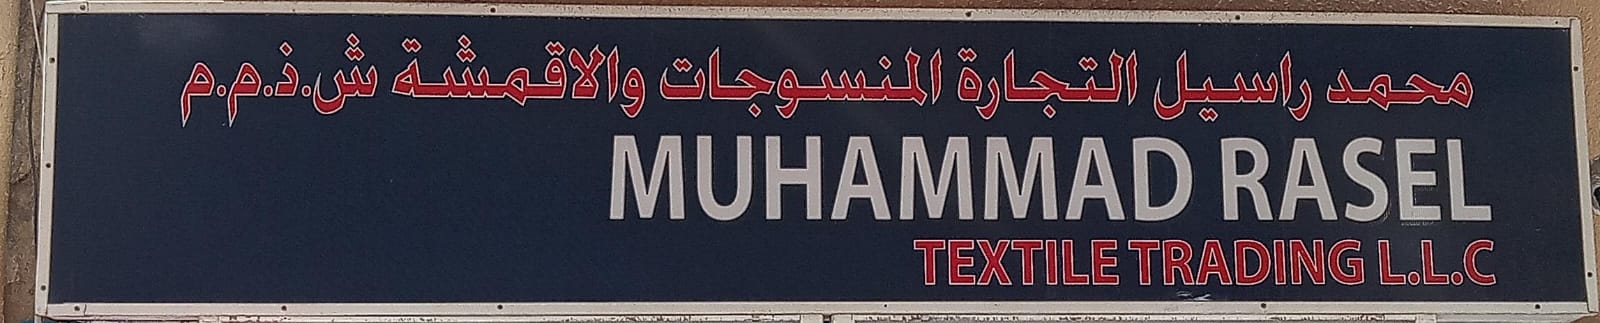 محمد راسيل التجارة المنسوجات والاقمشة ش.ذ.م.م
MUHAMMAD RASEL
TEXTILE TRADING L.L.C